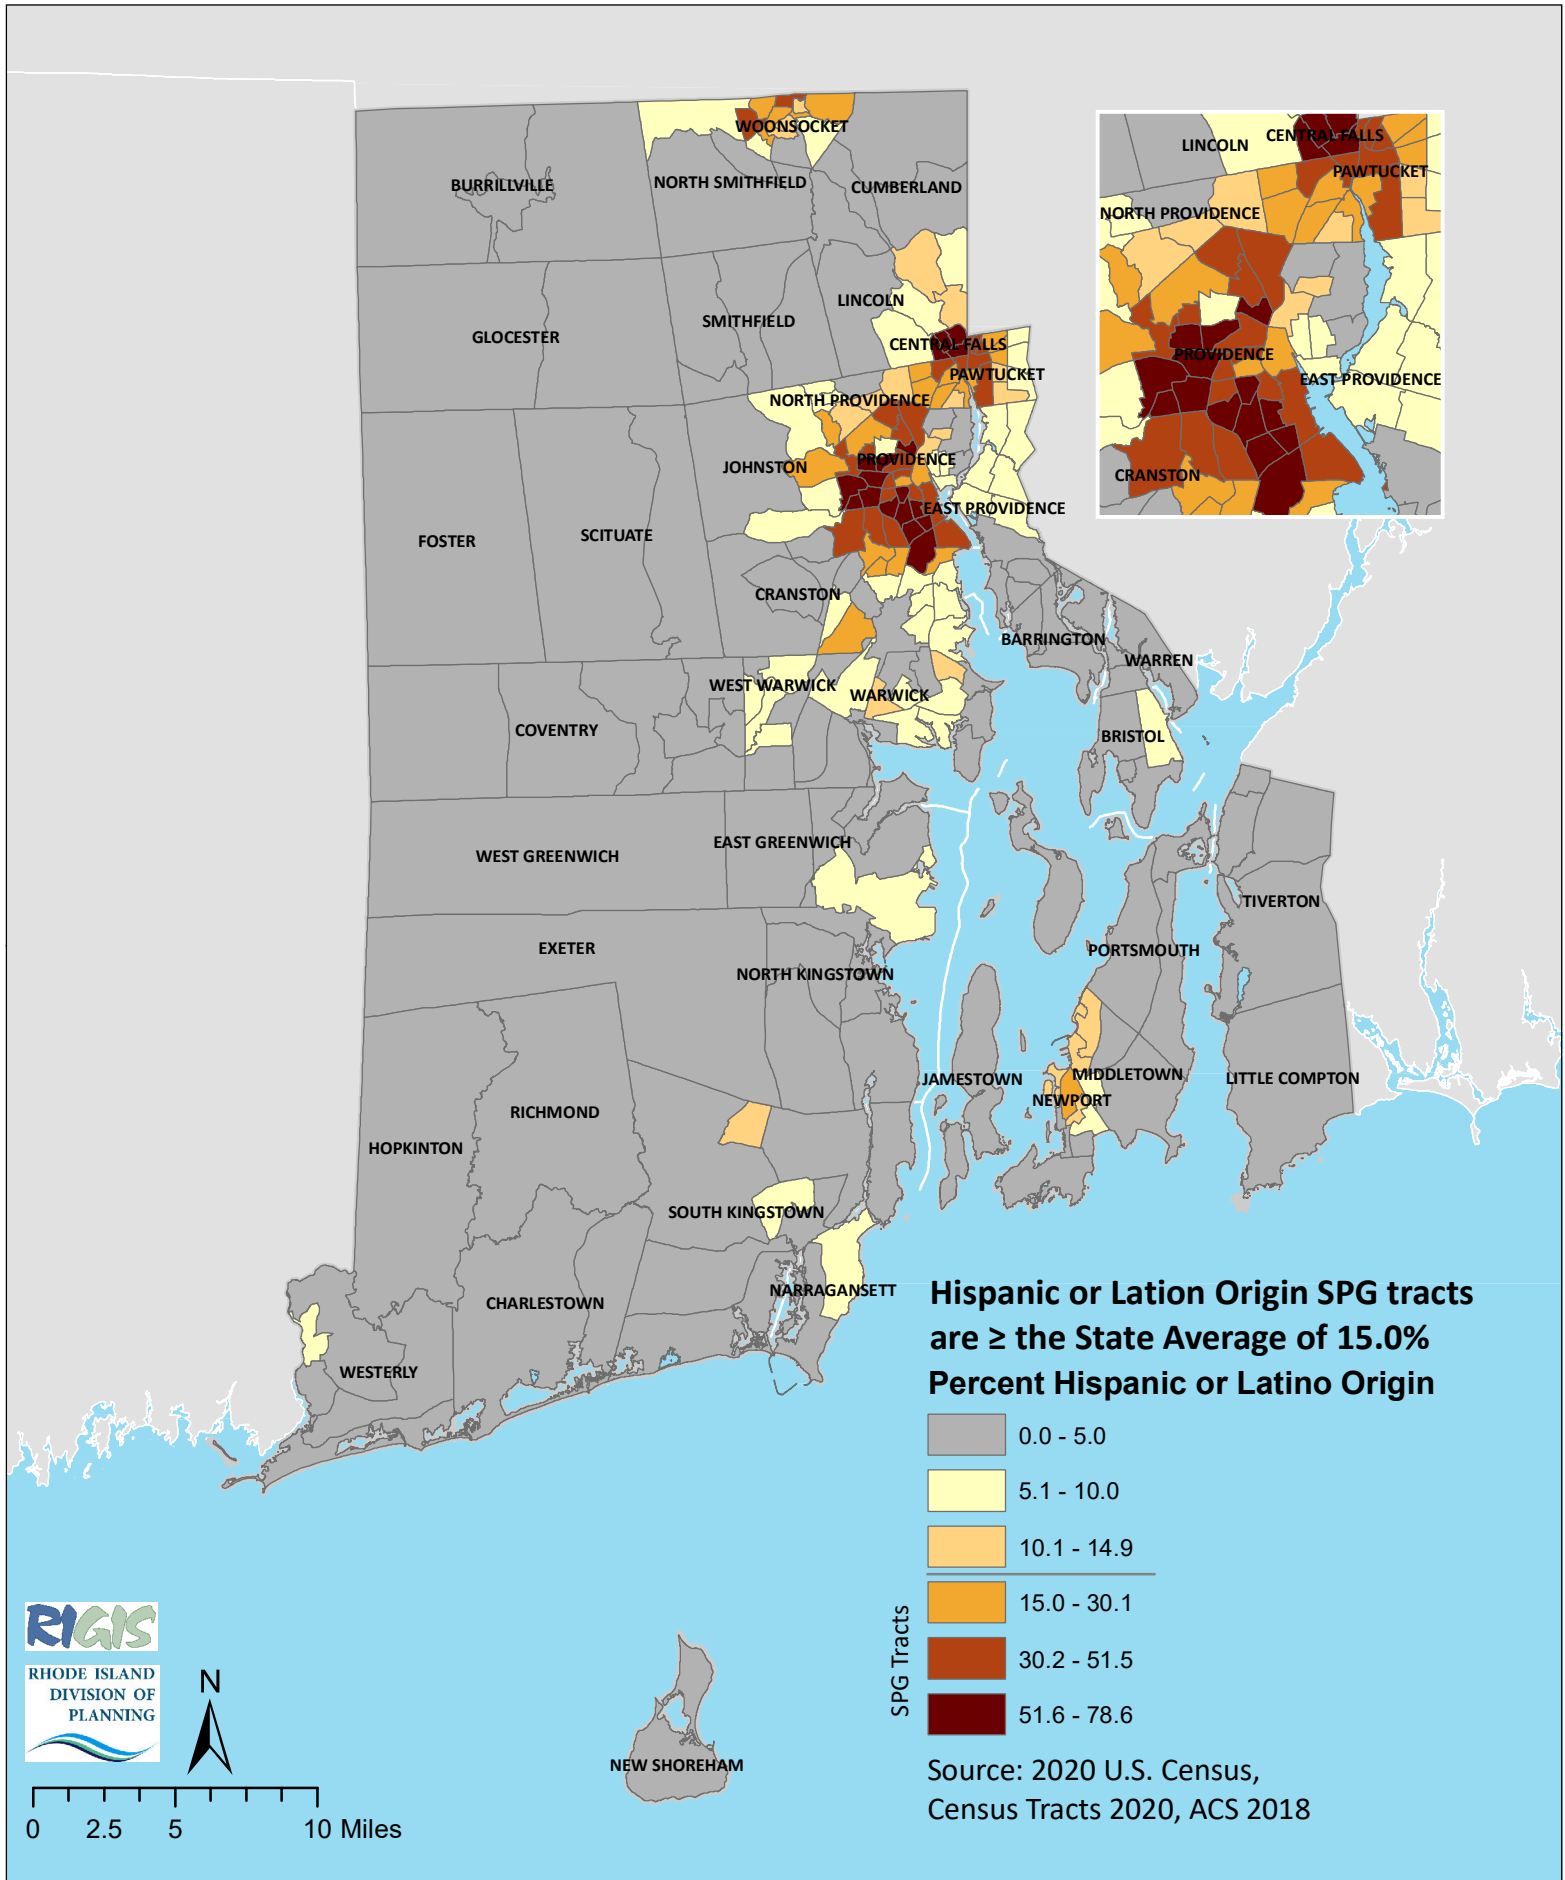 WOONSOCKET
BURRILLVILLE
NORTH SMITHFIELD
CUMBERLAND
LINCOLN
SMITHFIELD
GLOCESTER
CENTRAL FALLS
PAWTUCKET
NORTH PROVIDENCE
JOHNSTON
PROVIDENCE
EAST PROVIDENCE
FOSTER
SCITUATE
CRANSTON
BARRINGTON
WARREN
WEST WARWICK
WARWICK
COVENTRY
BRISTOL
WEST GREENWICH
EAST GREENWICH
TIVERTON
EXETER
PORTSMOUTH
NORTH KINGSTOWN
JAMESTOWN
MIDDLETOWN
LITTLE COMPTON
NEWPORT
RICHMOND
HOPKINTON
SOUTH KINGSTOWN
NARRAGANSETT
CHARLESTOWN
WESTERLY
NEW SHOREHAM
LINCOLN
CENTRAL FALLS
PAWTUCKET
NORTH PROVIDENCE
PROVIDENCE
EAST PROVIDENCE
CRANSTON
Hispanic or Lation Origin SPG tracts
are ≥ the State Average of 15.0%
Percent Hispanic or Latino Origin
0.0 - 5.0
5.1 - 10.0
10.1 - 14.9
15.0 - 30.1
30.2 - 51.5
51.6 - 78.6
SPG Tracts
Source: 2020 U.S. Census,
Census Tracts 2020, ACS 2018
RIGIS
RHODE ISLAND
DIVISION OF
PLANNING
N
0 2.5 5 10 Miles